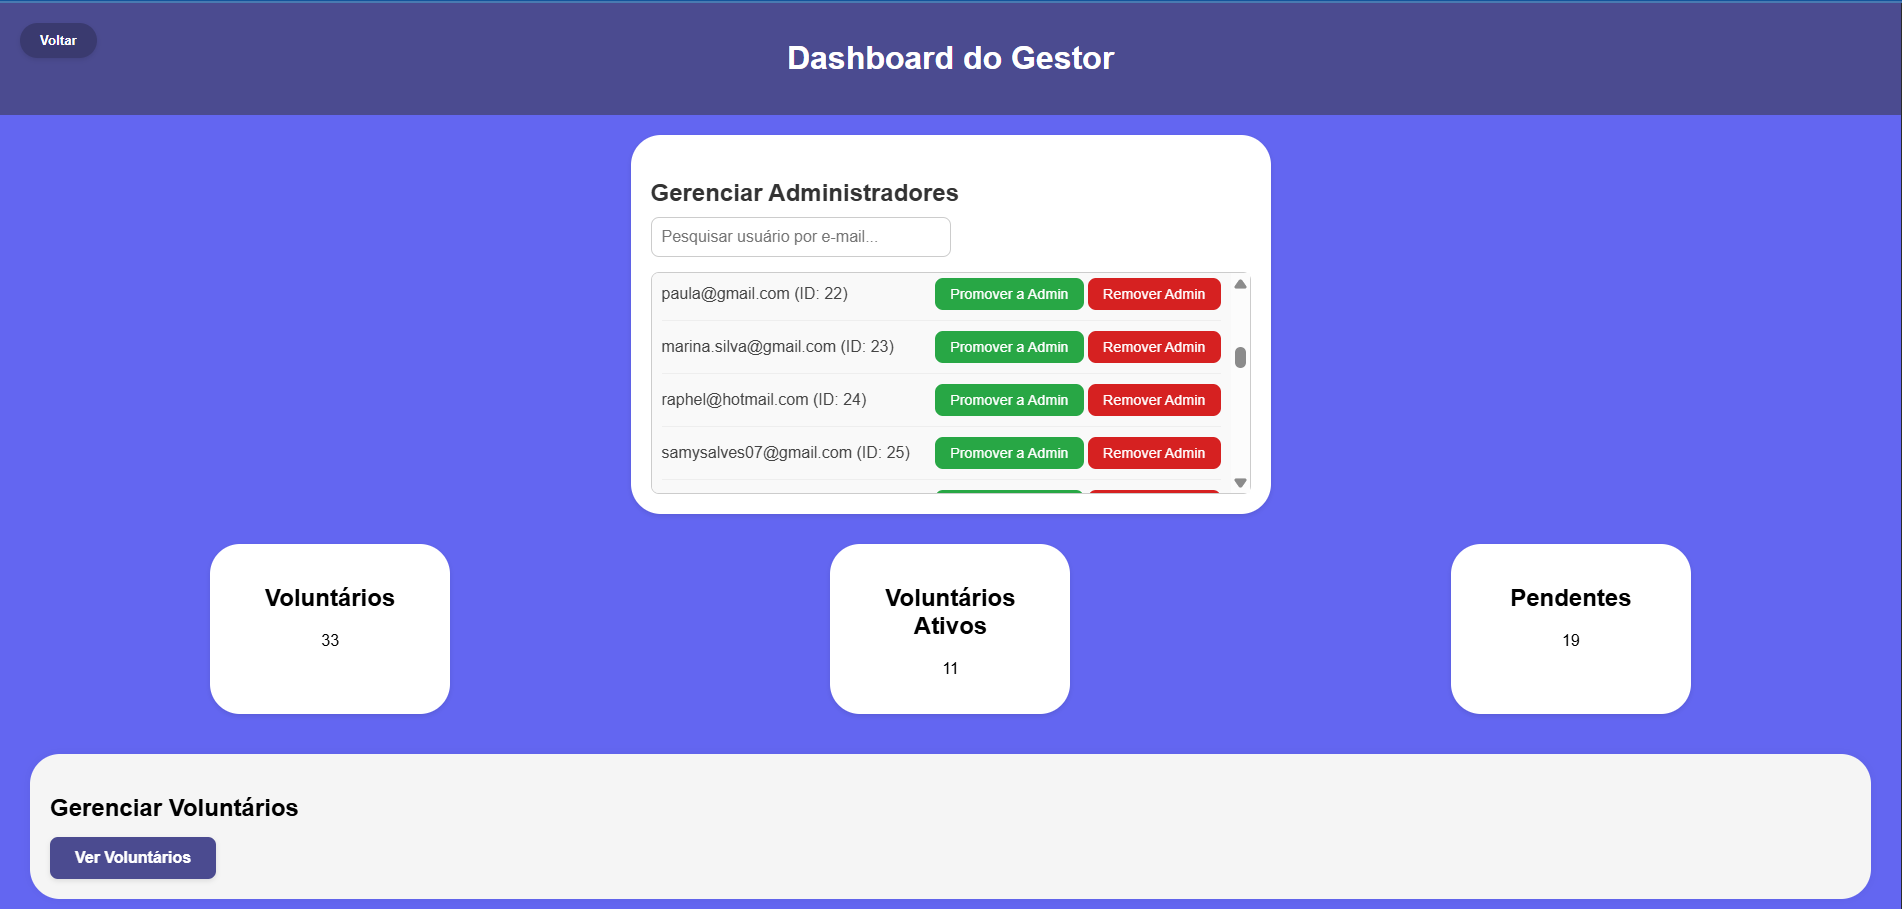 Voltar
Dashboard do Gestor
Gerenciar Administradores
Pesquisar usuário por e-mail...
paula@gmail.com (ID: 22) Promover a Admin Remover Admin
marina.silva@gmail.com (ID: 23) Promover a Admin Remover Admin
raphel@hotmail.com (ID: 24) Promover a Admin Remover Admin
samysalves07@gmail.com (ID: 25) Promover a Admin Remover Admin
Voluntários
33
Voluntários
Ativos
11
Pendentes
19
Gerenciar Voluntários
Ver Voluntários